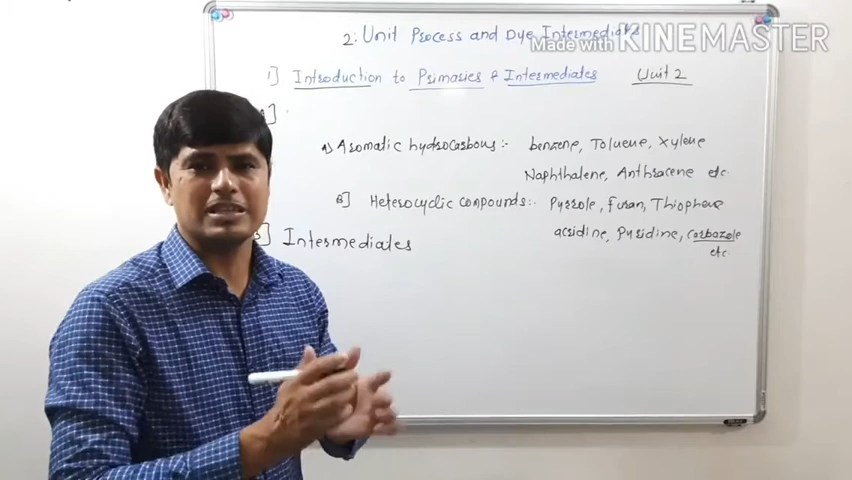 2: Unit Process and Dye Intermediates
Made with KINEMASTER
1] Introduction to Primaries & Intermediates Unit 2
A]
A) Aromatic hydrocarbons:- benzene, Toluene, Xylene
Naphthalene, Anthracene etc.
B] Heterocyclic compounds:- Pyrrole, Furan, Thiophene
acridine, Pyridine, carbazole
etc.
B] Intermediates